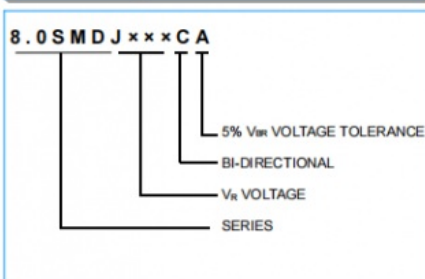 8.0SMDJ×××CA
5% VBR VOLTAGE TOLERANCE
BI-DIRECTIONAL
VR VOLTAGE
SERIES